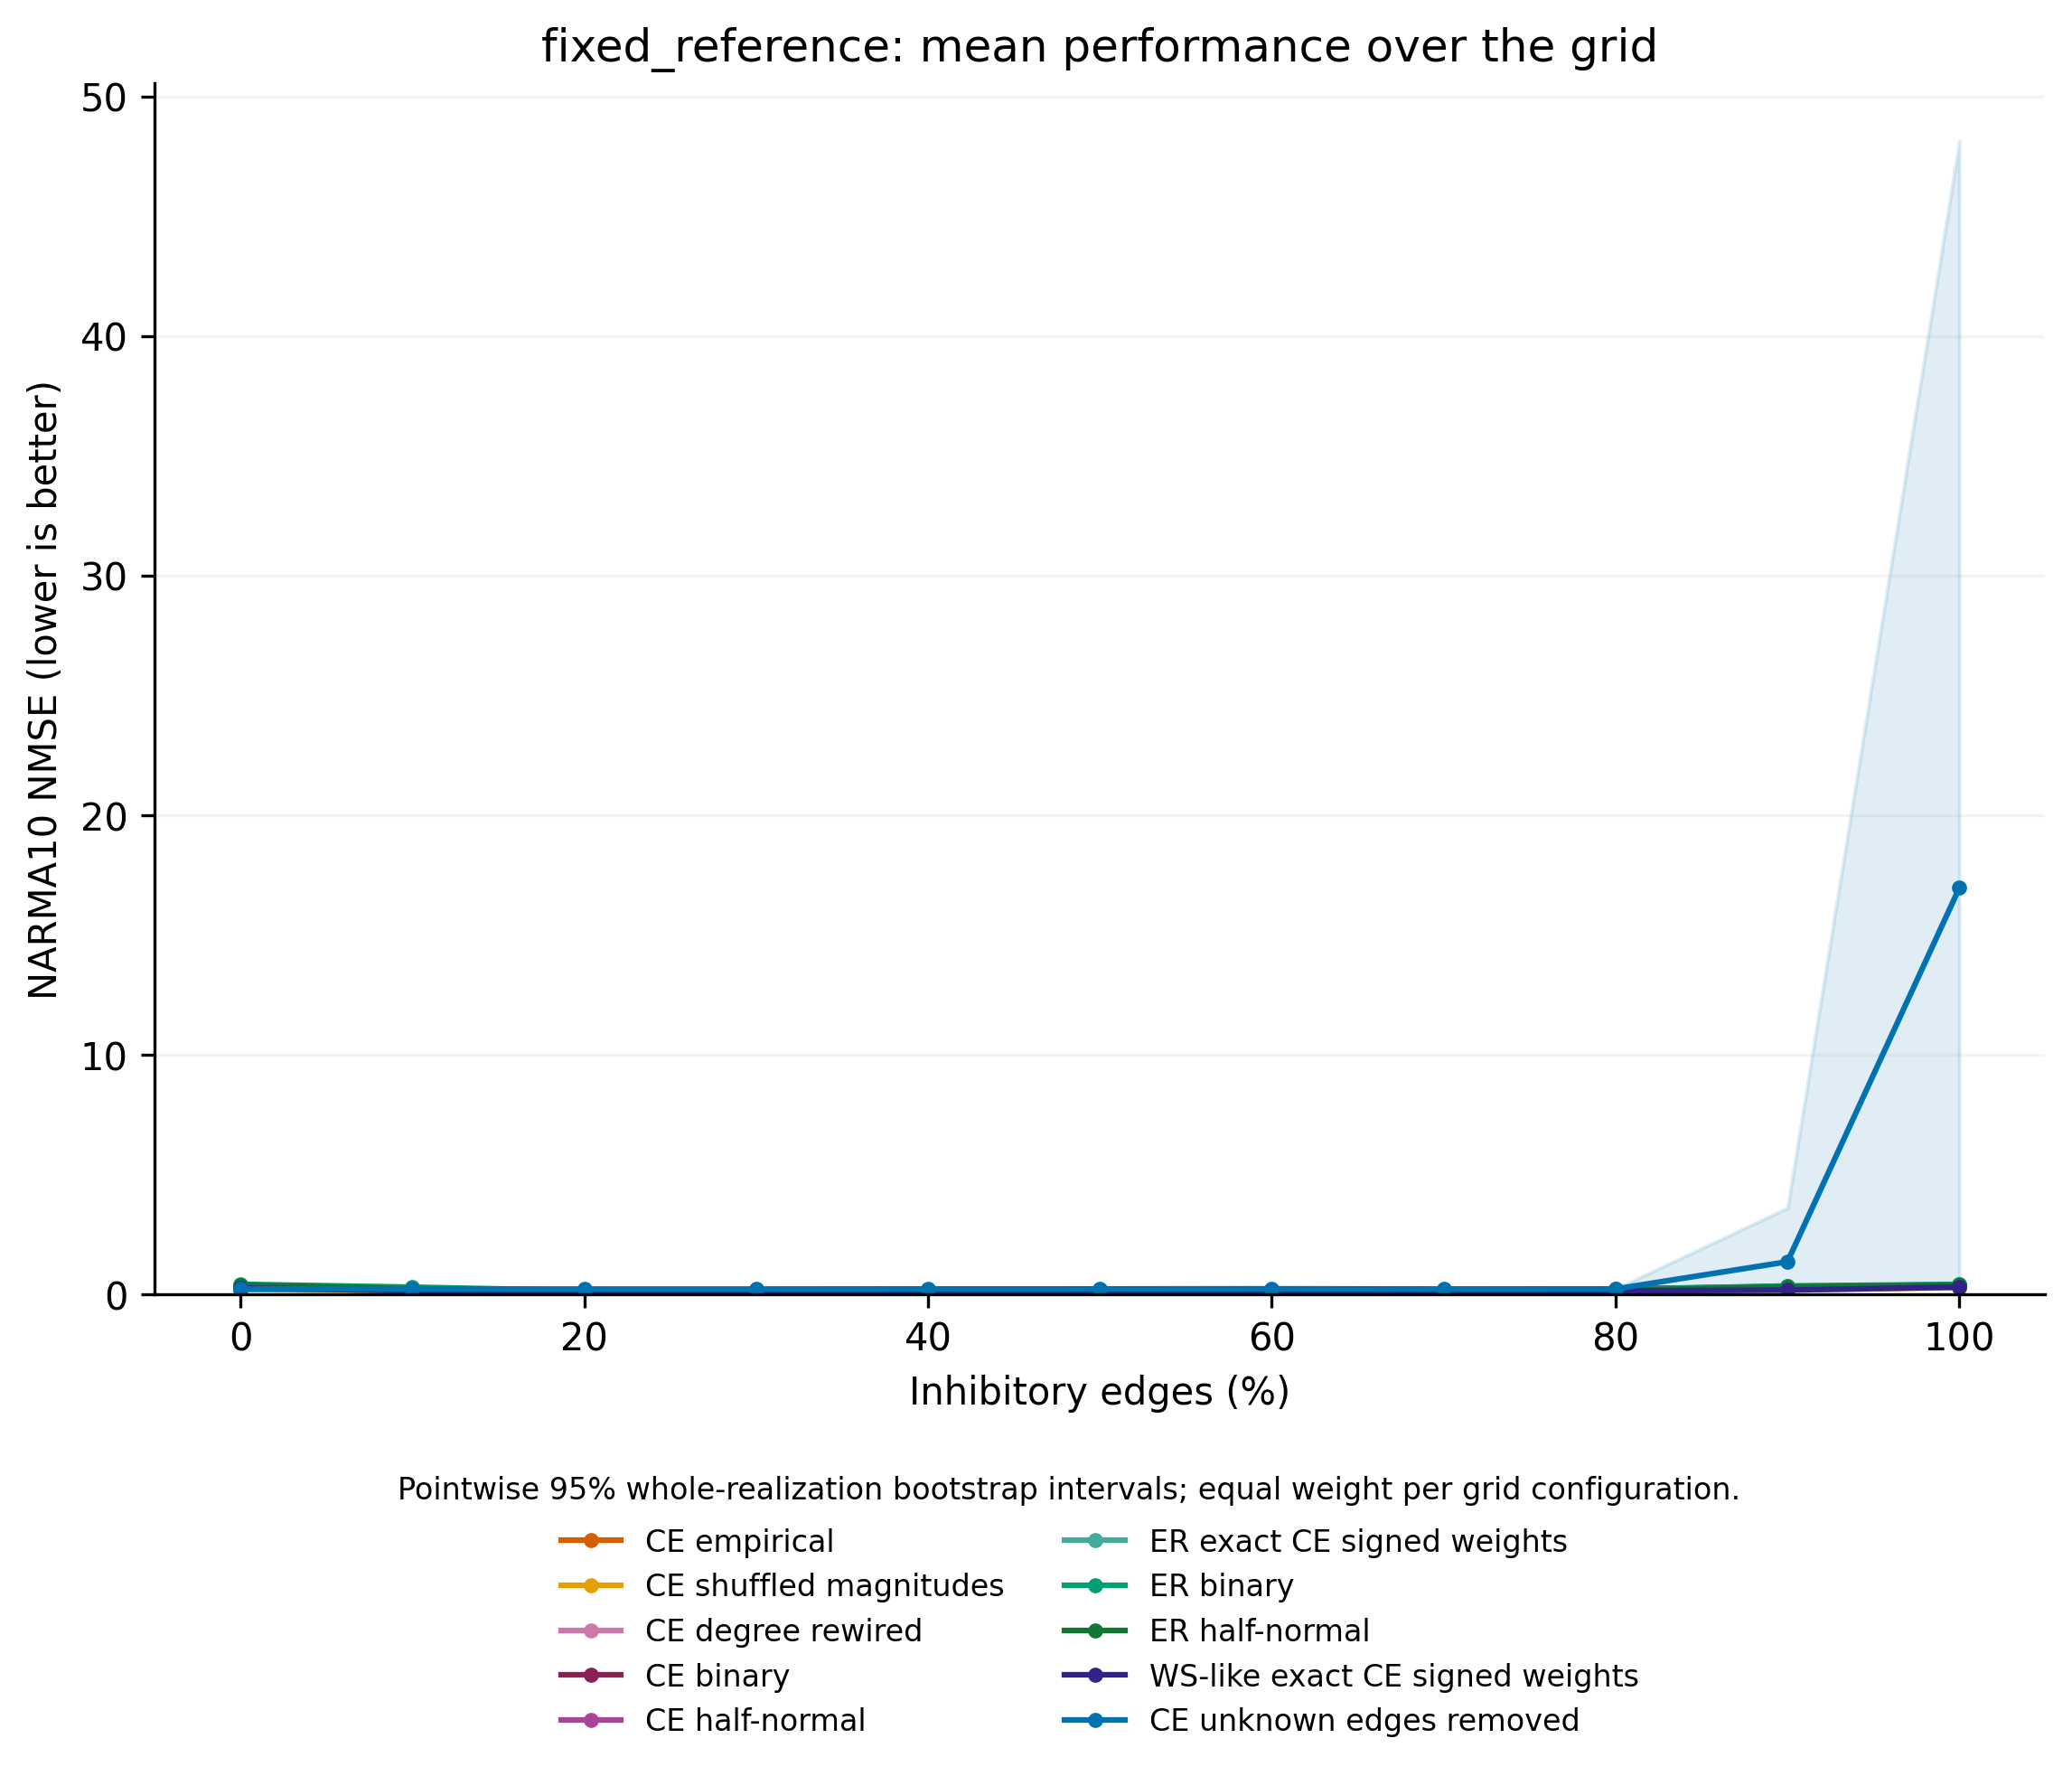 fixed_reference: mean performance over the grid
50
40
30
20
10
0
NARMA10 NMSE (lower is better)
0 20 40 60 80 100
Inhibitory edges (%)
Pointwise 95% whole-realization bootstrap intervals; equal weight per grid configuration.
CE empirical
CE shuffled magnitudes
CE degree rewired
CE binary
CE half-normal
ER exact CE signed weights
ER binary
ER half-normal
WS-like exact CE signed weights
CE unknown edges removed